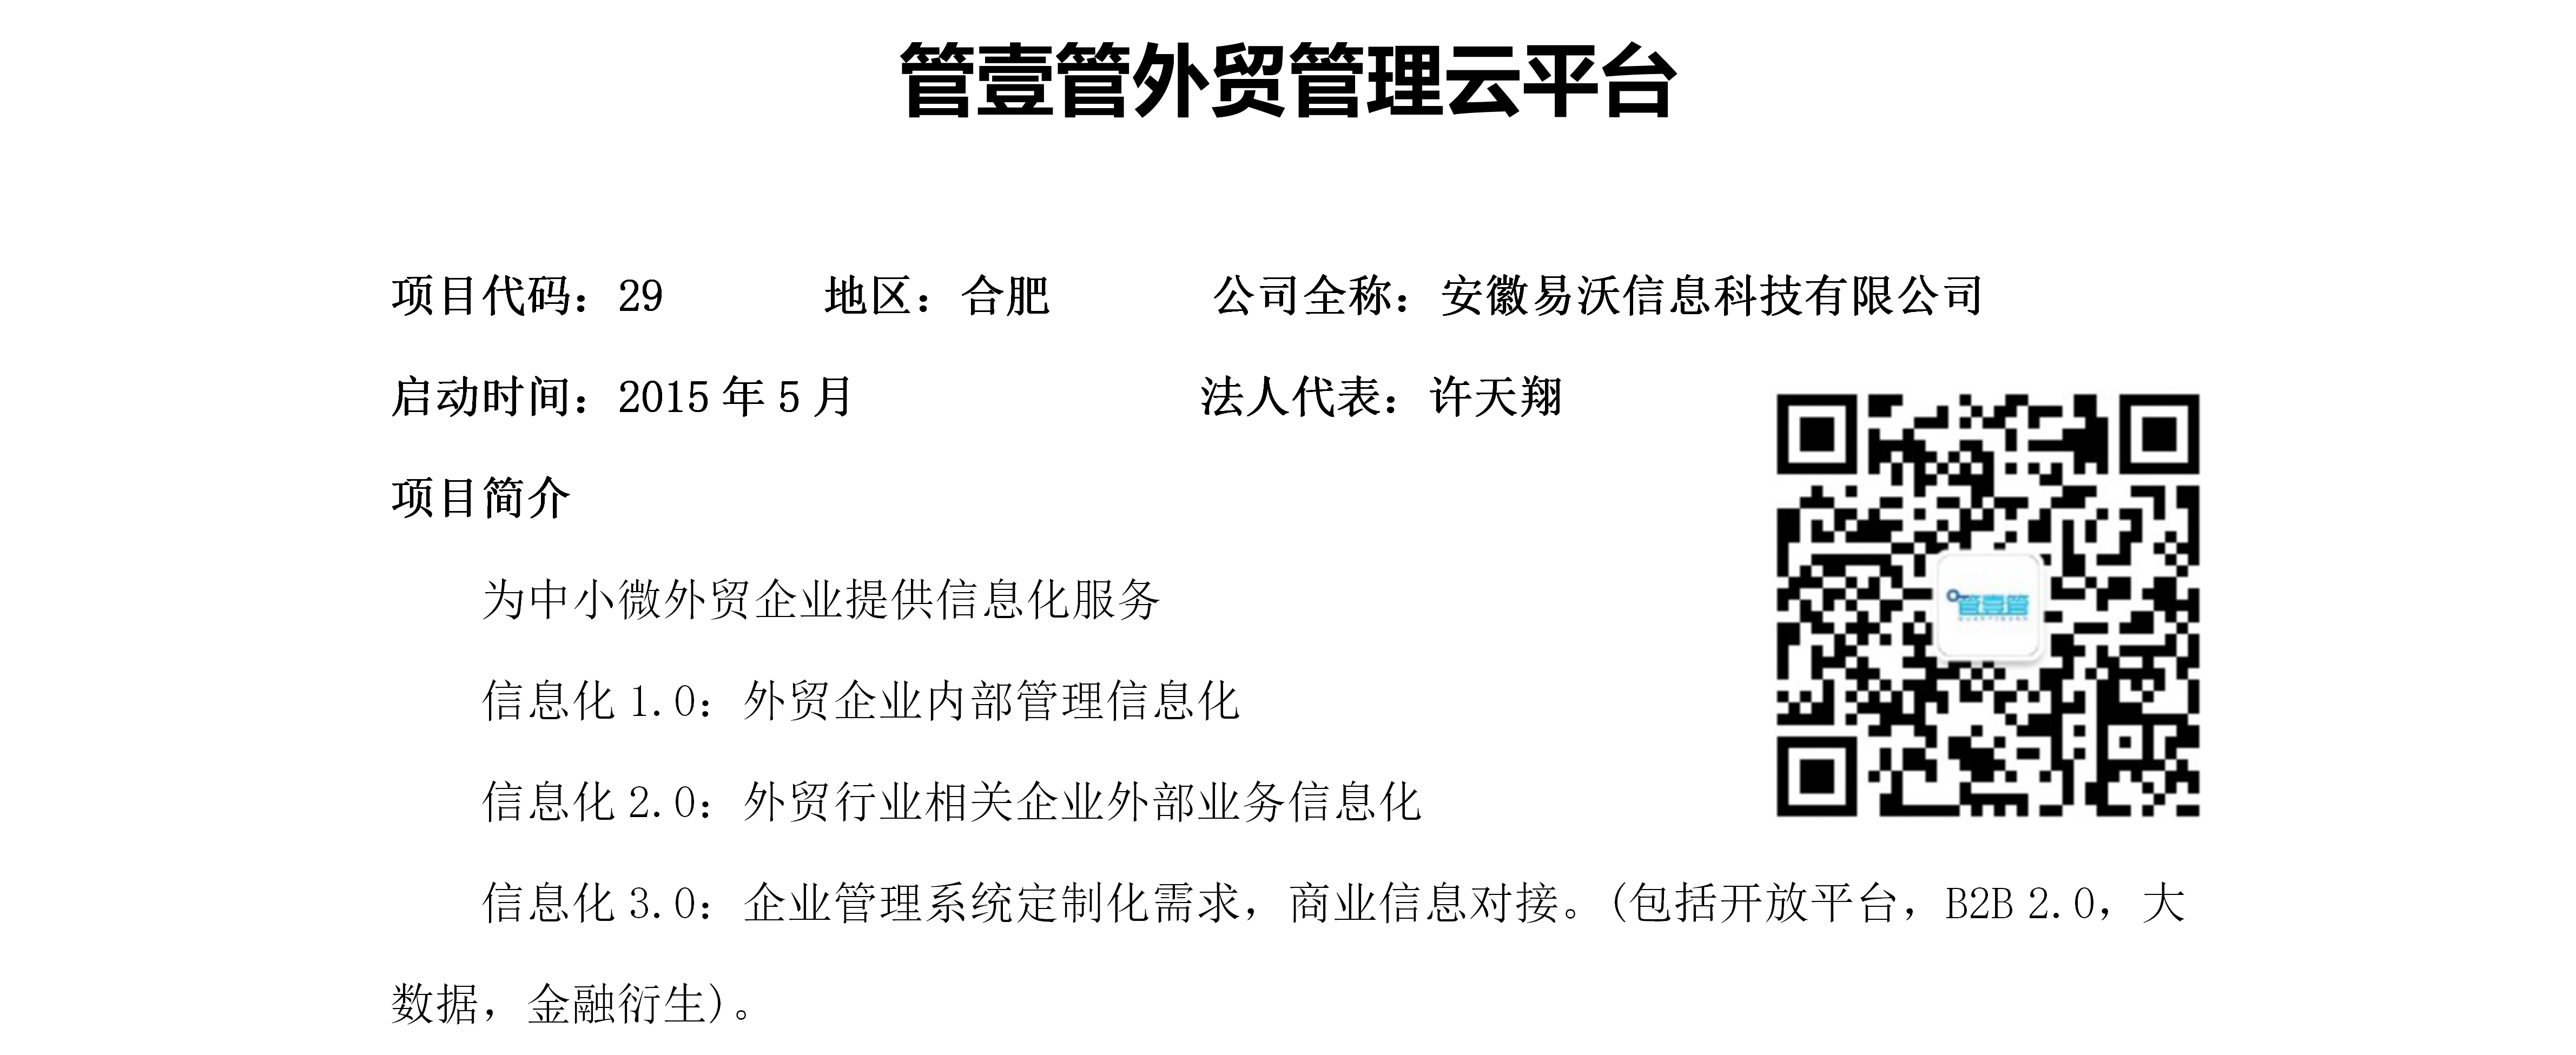 管壹管外贸管理云平台
项目代码：29 地区：合肥 公司全称：安徽易沃信息科技有限公司
启动时间：2015 年 5 月 法人代表：许天翔
项目简介
为中小微外贸企业提供信息化服务
管壹管
信息化 1.0：外贸企业内部管理信息化
信息化 2.0：外贸行业相关企业外部业务信息化
信息化 3.0：企业管理系统定制化需求，商业信息对接。(包括开放平台，B2B 2.0，大
数据，金融衍生)。